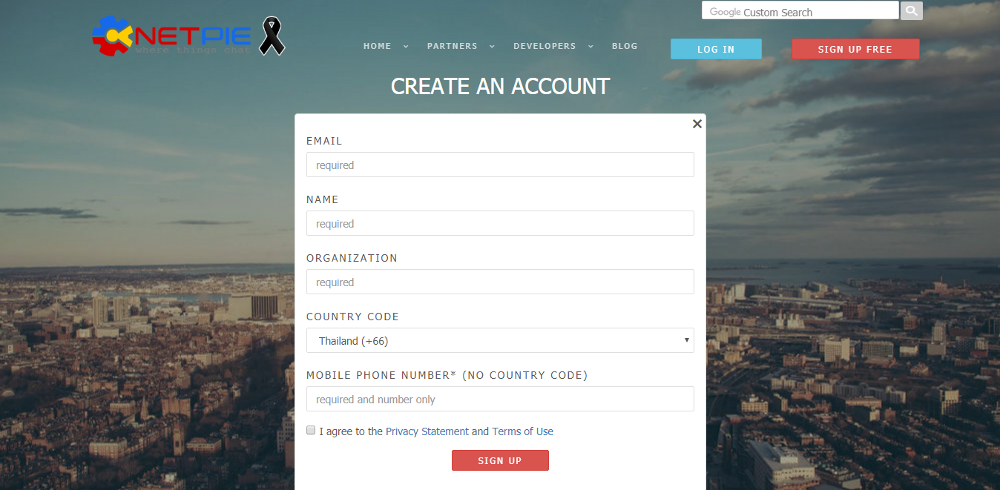 Google Custom Search
NETPIE
where things chat
HOME
PARTNERS
DEVELOPERS
BLOG
LOG IN
SIGN UP FREE
CREATE AN ACCOUNT
EMAIL
required
NAME
required
ORGANIZATION
required
COUNTRY CODE
Thailand (+66)
MOBILE PHONE NUMBER* (NO COUNTRY CODE)
required and number only
I agree to the Privacy Statement and Terms of Use
SIGN UP